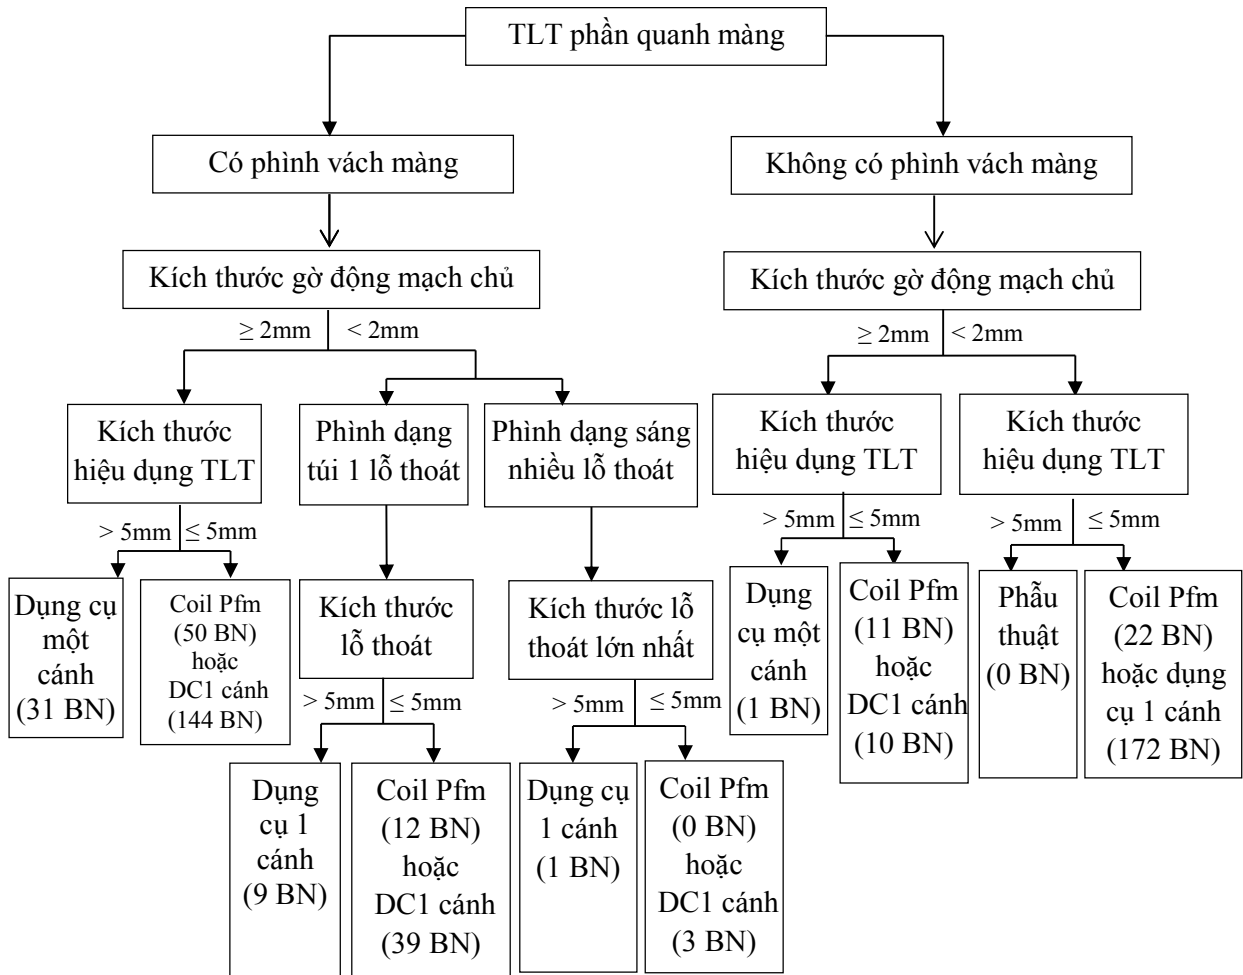 TLT phần quanh màng
Có phình vách màng
Không có phình vách màng
Kích thước gờ động mạch chủ
Kích thước gờ động mạch chủ
≥ 2mm
< 2mm
≥ 2mm
< 2mm
Kích thước
hiệu dụng TLT
Phình dạng
túi 1 lỗ thoát
Phình dạng sáng
nhiều lỗ thoát
Kích thước
hiệu dụng TLT
Kích thước
hiệu dụng TLT
> 5mm
≤ 5mm
> 5mm
≤ 5mm
> 5mm
≤ 5mm
Dụng cụ
một
cánh
(31 BN)
Coil Pfm
(50 BN)
hoặc
DC1 cánh
(144 BN)
Kích thước
lỗ thoát
Kích thước lỗ
thoát lớn nhất
Dụng
cụ một
cánh
(1 BN)
Coil Pfm
(11 BN)
hoặc
DC1 cánh
(10 BN)
Phẫu
thuật
(0 BN)
Coil Pfm
(22 BN)
hoặc dụng
cụ 1 cánh
(172 BN)
> 5mm
≤ 5mm
> 5mm
≤ 5mm
Dụng
cụ 1
cánh
(9 BN)
Coil Pfm
(12 BN)
hoặc
DC1 cánh
(39 BN)
Dụng cụ
1 cánh
(1 BN)
Coil Pfm
(0 BN)
hoặc
DC1 cánh
(3 BN)